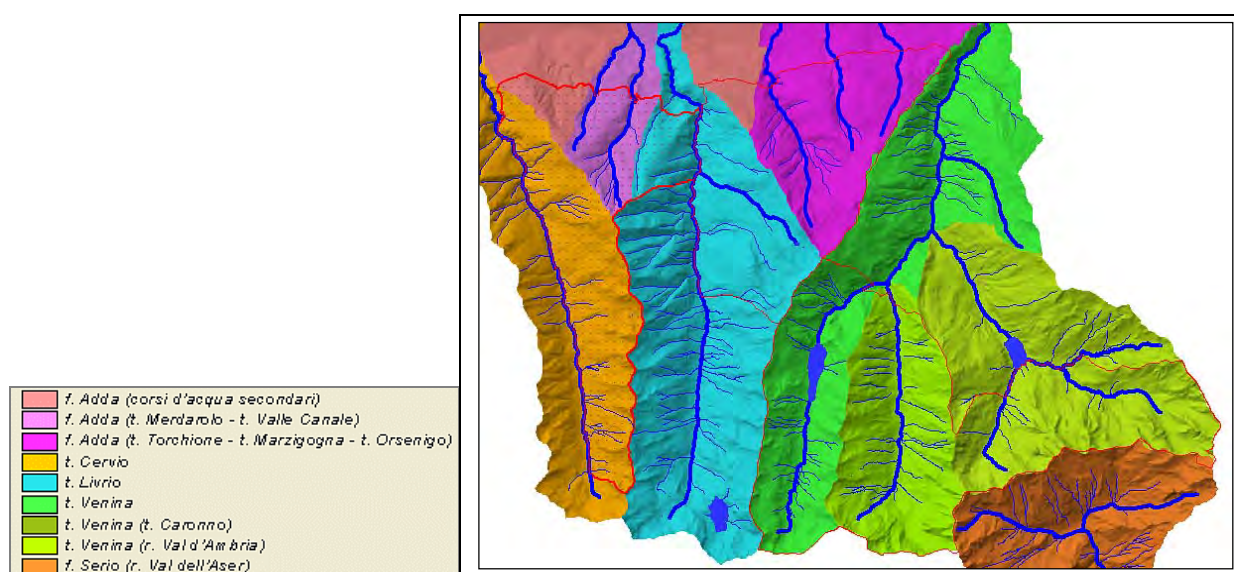 f. Adda (corsi d'acqua secondari)
f. Adda (t. Merdarolo - t. Valle Canale)
f. Adda (t. Torchione - t. Marzigogna - t. Orsenigo)
t. Cervio
t. Livrio
t. Venina
t. Venina (t. Caronno)
t. Venina (r. Val d'Ambria)
f. Serio (r. Val dell'Aser)